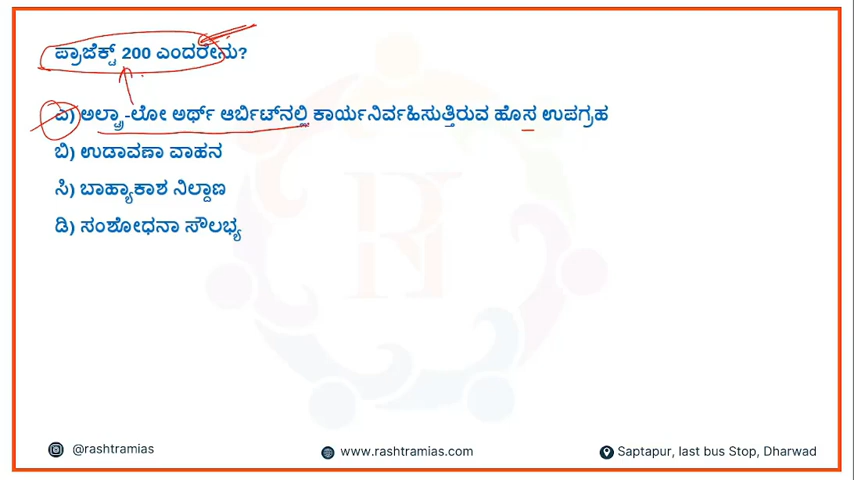 ಪ್ರಾಜೆಕ್ಟ್ 200 ಎಂದರೇನು?
ಎ) ಅಲ್ಟ್ರಾ-ಲೋ ಅರ್ಥ್ ಆರ್ಬಿಟ್‌ನಲ್ಲಿ ಕಾರ್ಯನಿರ್ವಹಿಸುತ್ತಿರುವ ಹೊಸ ಉಪಗ್ರಹ
ಬಿ) ಉಡಾವಣಾ ವಾಹನ
ಸಿ) ಬಾಹ್ಯಾಕಾಶ ನಿಲ್ದಾಣ
ಡಿ) ಸಂಶೋಧನಾ ಸೌಲಭ್ಯ
@rashtramias www.rashtramias.com Saptapur, last bus Stop, Dharwad